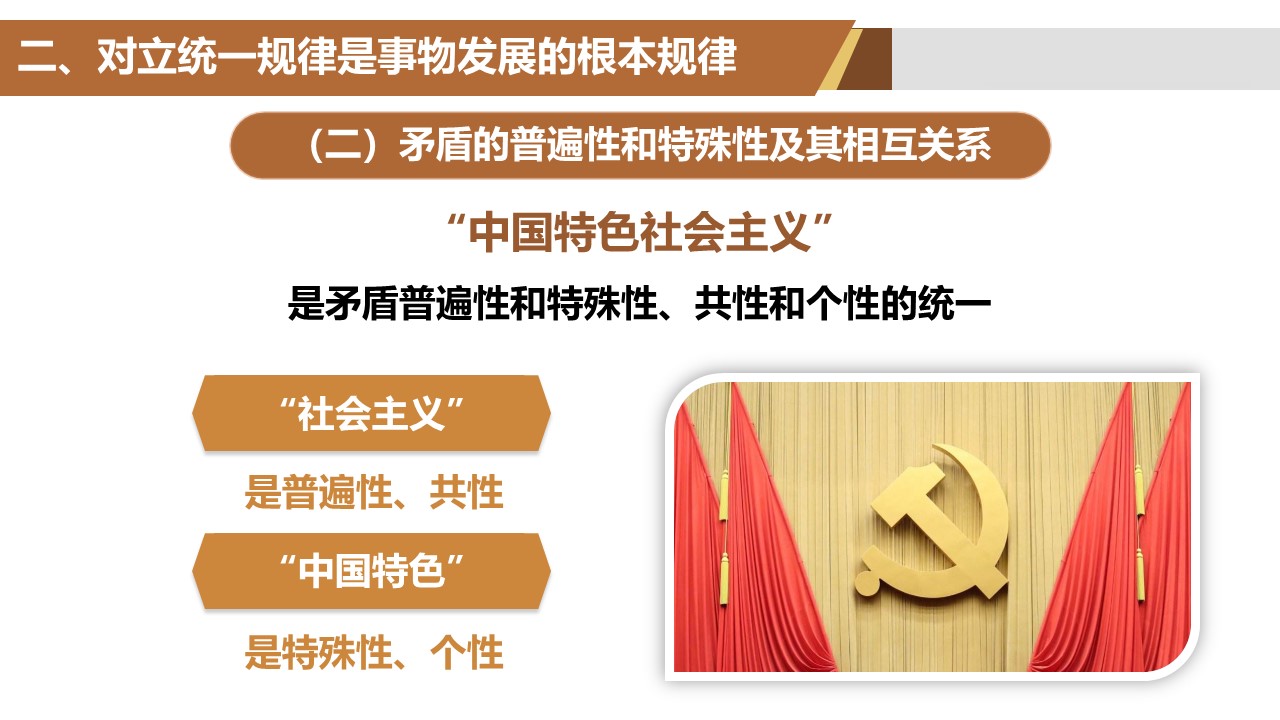 二、对立统一规律是事物发展的根本规律
（二）矛盾的普遍性和特殊性及其相互关系
“中国特色社会主义”
是矛盾普遍性和特殊性、共性和个性的统一
“社会主义”
是普遍性、共性
“中国特色”
是特殊性、个性